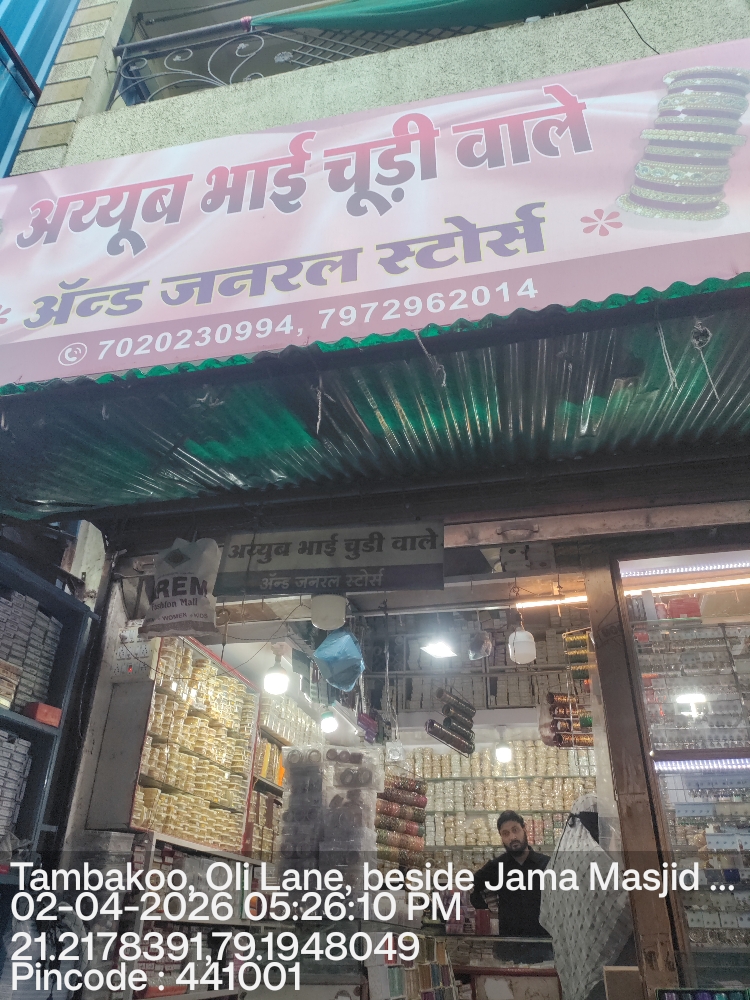 अय्यूब भाई चूड़ी वाले
ॲन्ड जनरल स्टोर्स
7020230994, 7972962014
अय्युब भाई चुडी वाले
ॲन्ड जनरल स्टोर्स
Tambakoo, Oli Lane, beside Jama Masjid ...
02-04-2026 05:26:10 PM
21.2178391,79.1948049
Pincode : 441001